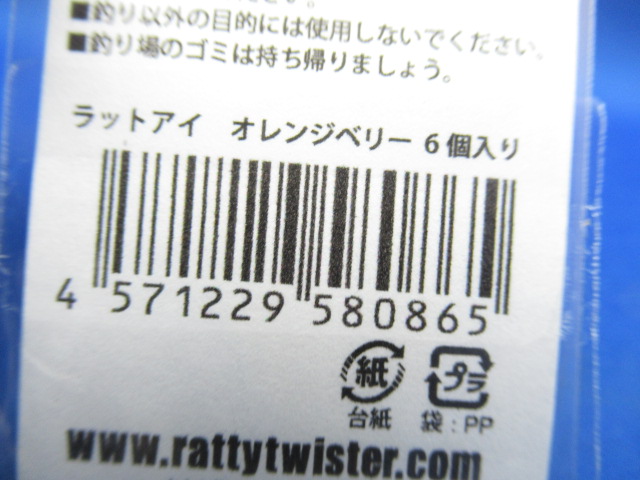 ■釣り以外の目的には使用しないでください。
■釣り場のゴミは持ち帰りましょう。
ラットアイ オレンジベリー 6個入り
4 571229 580865
紙 プラ
台紙 袋:PP
www.rattytwister.com